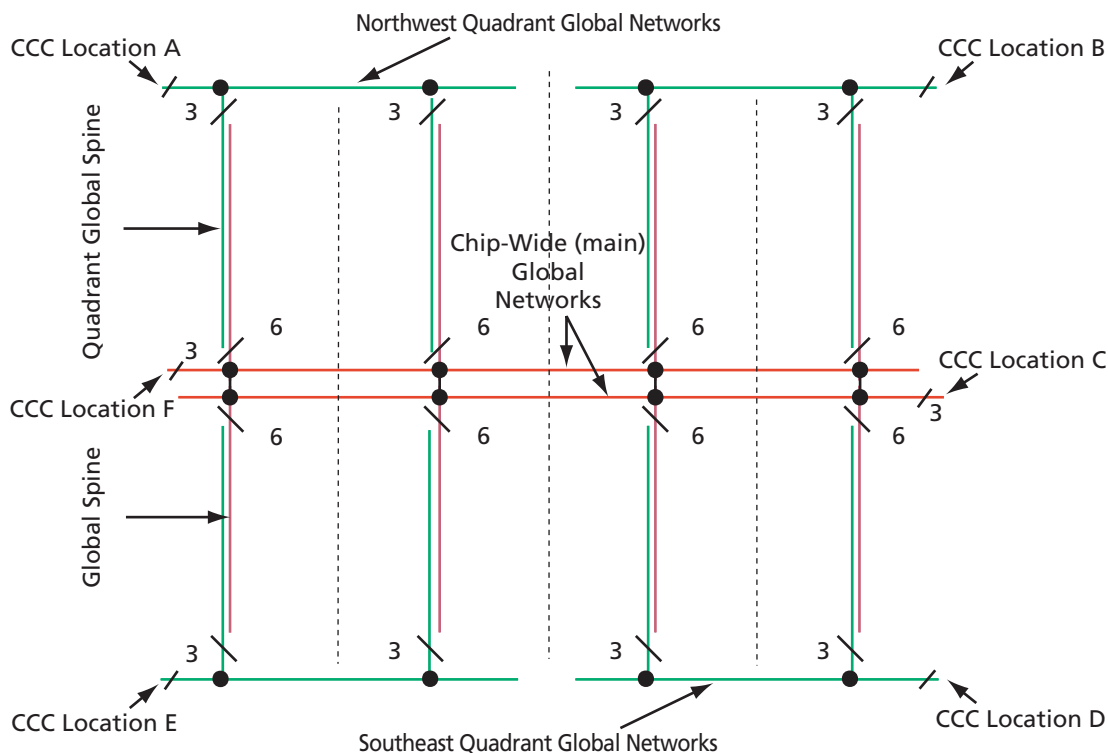 Northwest Quadrant Global Networks
CCC Location A
CCC Location B
3
3
3
3
Quadrant Global Spine
Chip-Wide (main)
Global
Networks
6
6
6
6
3
CCC Location F
CCC Location C
3
6
6
6
6
Global Spine
3
3
3
3
CCC Location E
CCC Location D
Southeast Quadrant Global Networks